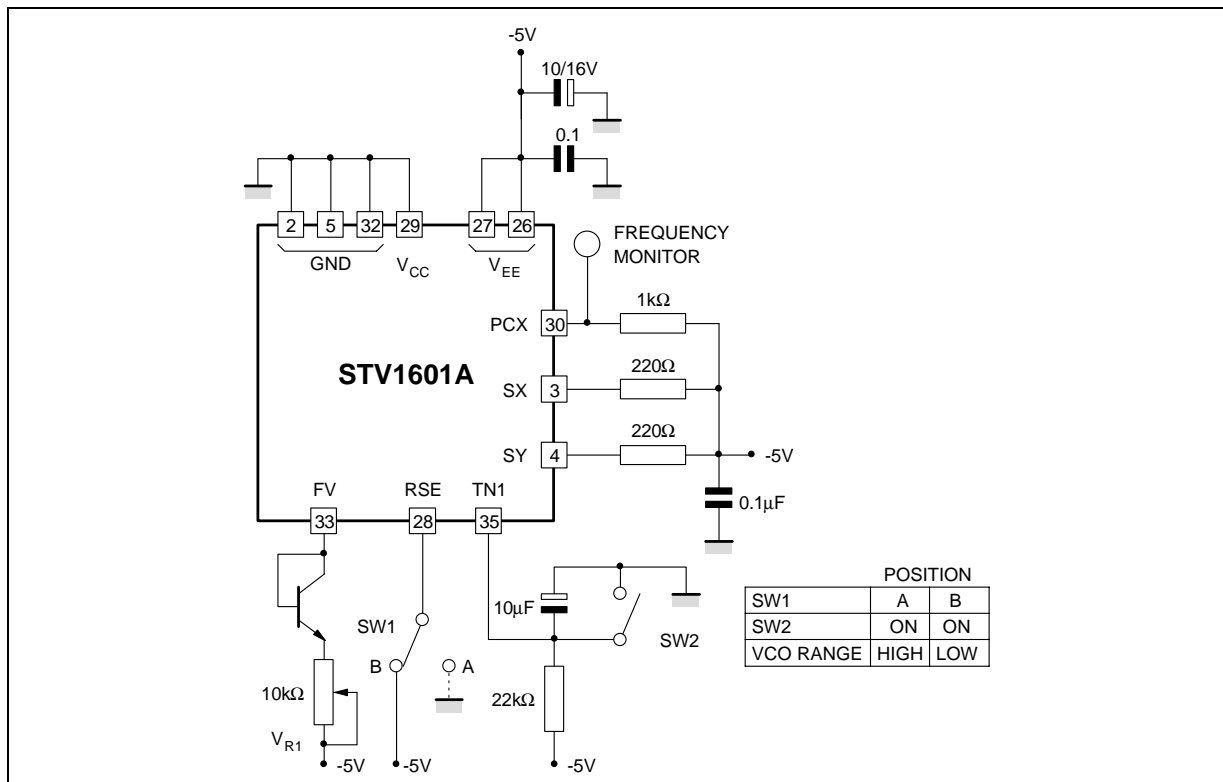 -5V
10/16V
0.1
2 5 32 29 27 26
GND V_CC V_EE
FREQUENCY
MONITOR
PCX 30 1kΩ
STV1601A
SX 3 220Ω
SY 4 220Ω
-5V
0.1μF
FV RSE TN1
33 28 35
10μF
SW1
SW2
B A
10kΩ
22kΩ
V_R1
-5V -5V -5V
POSITION
SW1 A B
SW2 ON ON
VCO RANGE HIGH LOW